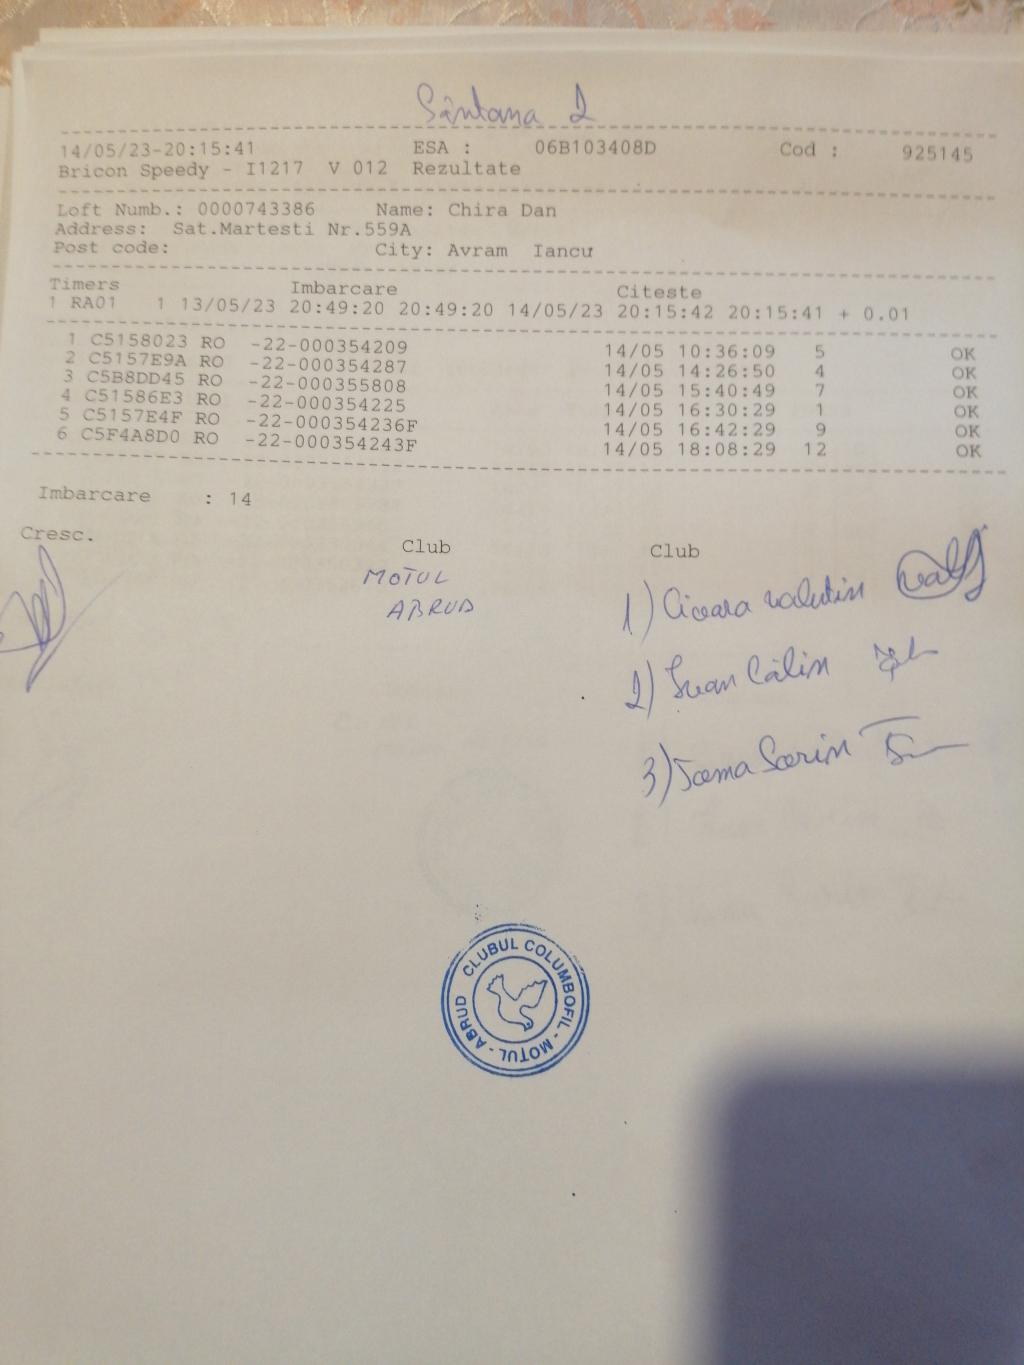 Sântana 2
14/05/23-20:15:41 ESA : 06B103408D Cod : 925145
Bricon Speedy - I1217 V 012 Rezultate
Loft Numb.: 0000743386 Name: Chira Dan
Address: Sat.Martesti Nr.559A
Post code: City: Avram Iancu
Timers Imbarcare Citeste
1 RA01 1 13/05/23 20:49:20 20:49:20 14/05/23 20:15:42 20:15:41 + 0.01
1 C5158023 RO -22-000354209 14/05 10:36:09 5 OK
2 C5157E9A RO -22-000354287 14/05 14:26:50 4 OK
3 C5B8DD45 RO -22-000355808 14/05 15:40:49 7 OK
4 C51586E3 RO -22-000354225 14/05 16:30:29 1 OK
5 C5157E4F RO -22-000354236F 14/05 16:42:29 9 OK
6 C5F4A8D0 RO -22-000354243F 14/05 18:08:29 12 OK
Imbarcare : 14
Cresc. Club Club
MOTUL
ABRUD
1)
2) Călin
3) Toma Sorin
CLUBUL COLUMBOFIL - MOȚUL - ABRUD